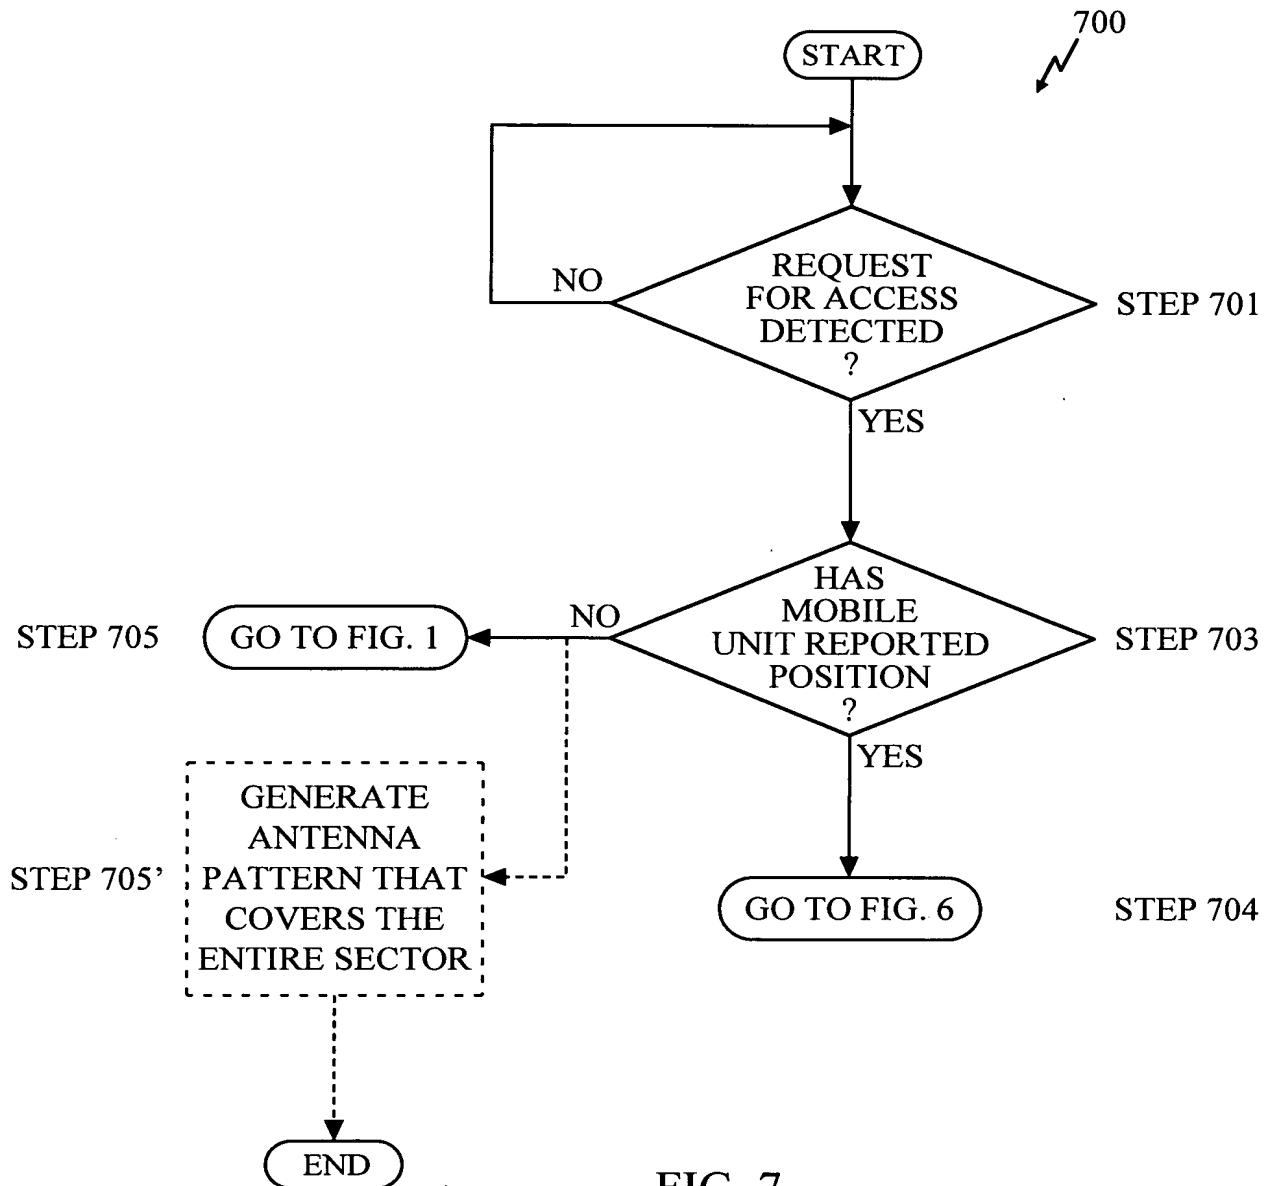 700
START
NO
REQUEST
FOR ACCESS
DETECTED
?
STEP 701
YES
HAS
MOBILE
UNIT REPORTED
POSITION
?
NO
STEP 703
STEP 705
GO TO FIG. 1
YES
GENERATE
ANTENNA
PATTERN THAT
COVERS THE
ENTIRE SECTOR
STEP 705'
GO TO FIG. 6
STEP 704
END
FIG. 7